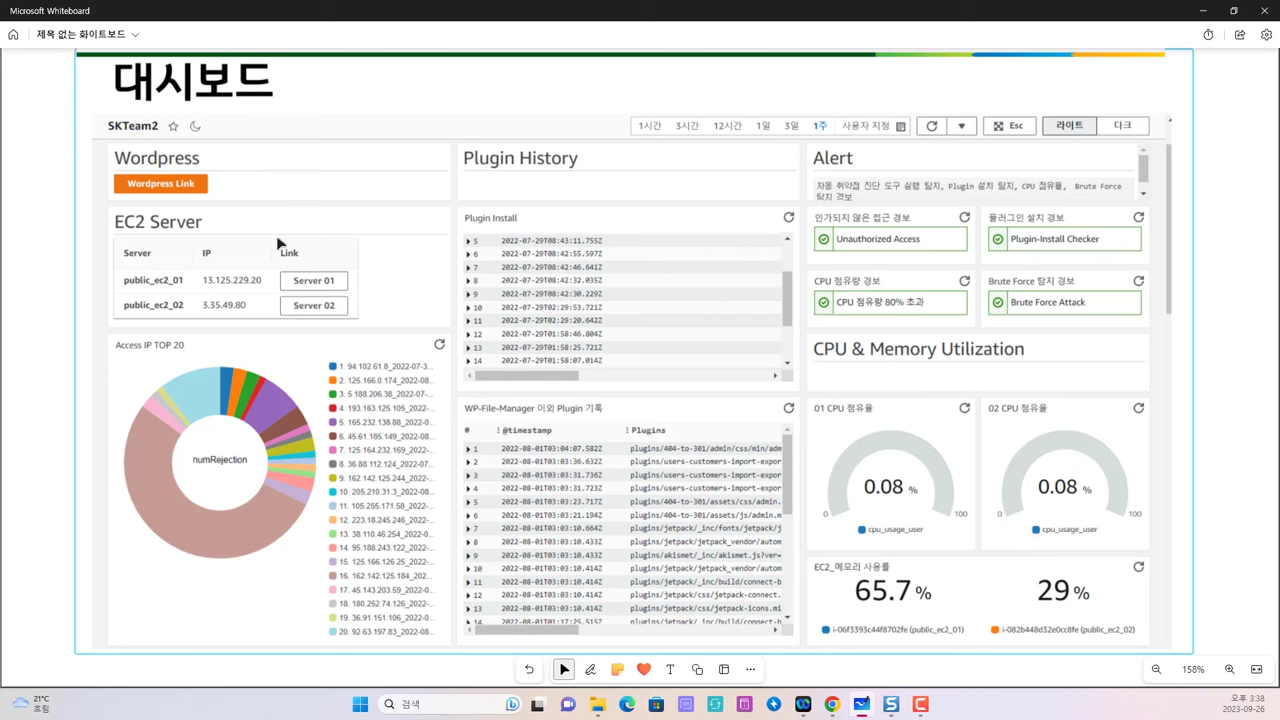 Microsoft Whiteboard
제목 없는 화이트보드
대시보드
SKTeam2
1시간 3시간 12시간 1일 3일 1주 사용자 지정 Esc 라이트 다크
Wordpress
Wordpress Link
EC2 Server
Server IP Link
public_ec2_01 13.125.229.20 Server 01
public_ec2_02 3.35.49.80 Server 02
Access IP TOP 20
numRejection
1. 94.102.61.8_2022-07-3...
2. 125.166.0.174_2022-08...
3. 5.188.206.38_2022-07-...
4. 193.163.125.105_2022-...
5. 165.232.138.88_2022-0...
6. 45.61.185.149_2022-08...
7. 125.164.232.169_2022-...
8. 36.88.112.124_2022-07...
9. 162.142.125.244_2022-...
10. 205.210.31.3_2022-08...
11. 105.255.171.58_2022-...
12. 223.18.245.246_2022-...
13. 38.110.46.254_2022-0...
14. 95.188.243.122_2022-...
15. 125.166.126.25_2022-...
16. 162.142.125.184_202...
17. 45.143.203.59_2022-0...
18. 180.252.74.126_2022-...
19. 36.91.151.106_2022-0...
20. 92.63.197.83_2022-08...
Plugin History
Plugin Install
5 2022-07-29T08:43:11.755Z
6 2022-07-29T08:42:55.597Z
7 2022-07-29T08:42:46.641Z
8 2022-07-29T08:42:32.035Z
9 2022-07-29T08:42:30.229Z
10 2022-07-29T02:29:53.721Z
11 2022-07-29T02:29:20.642Z
12 2022-07-29T01:58:46.804Z
13 2022-07-29T01:58:25.721Z
14 2022-07-29T01:58:07.014Z
WP-File-Manager 이외 Plugin 기록
# @timestamp Plugins
1 2022-08-01T03:04:07.582Z plugins/404-to-301/admin/css/min/adm
2 2022-08-01T03:03:36.632Z plugins/users-customers-import-expor
3 2022-08-01T03:03:31.736Z plugins/users-customers-import-expor
4 2022-08-01T03:03:31.723Z plugins/users-customers-import-expor
5 2022-08-01T03:03:23.717Z plugins/404-to-301/assets/css/admin.
6 2022-08-01T03:03:21.194Z plugins/404-to-301/assets/js/admin.m
7 2022-08-01T03:03:10.664Z plugins/jetpack/_inc/fonts/jetpack/j
8 2022-08-01T03:03:10.433Z plugins/jetpack/jetpack_vendor/autom
9 2022-08-01T03:03:10.433Z plugins/akismet/_inc/akismet.js?ver=
10 2022-08-01T03:03:10.414Z plugins/jetpack/jetpack_vendor/autom
11 2022-08-01T03:03:10.414Z plugins/jetpack/_inc/build/connect-b
12 2022-08-01T03:03:10.414Z plugins/jetpack/css/jetpack-connect.
13 2022-08-01T03:03:10.414Z plugins/jetpack/css/jetpack-icons.mi
14 2022-08-01T01:17:25.515Z plugins/jetpack/_inc/build/connect-b
Alert
자동 취약점 진단 도구 실행 탐지, Plugin 설치 탐지, CPU 점유율, Brute Force
탐지 경보
인가되지 않은 접근 경보 플러그인 설치 경보
Unauthorized Access Plugin-Install Checker
CPU 점유량 경보 Brute Force 탐지 경보
CPU 점유량 80% 초과 Brute Force Attack
CPU & Memory Utilization
01 CPU 점유율 02 CPU 점유율
0.08 % 0.08 %
0 100 0 100
cpu_usage_user cpu_usage_user
EC2_메모리 사용률
65.7 % 29 %
i-06f3393c44f8702fe (public_ec2_01) i-082b448d32e0cc8fe (public_ec2_02)
158%
21°C
흐림
검색
오후 3:38
2023-09-26